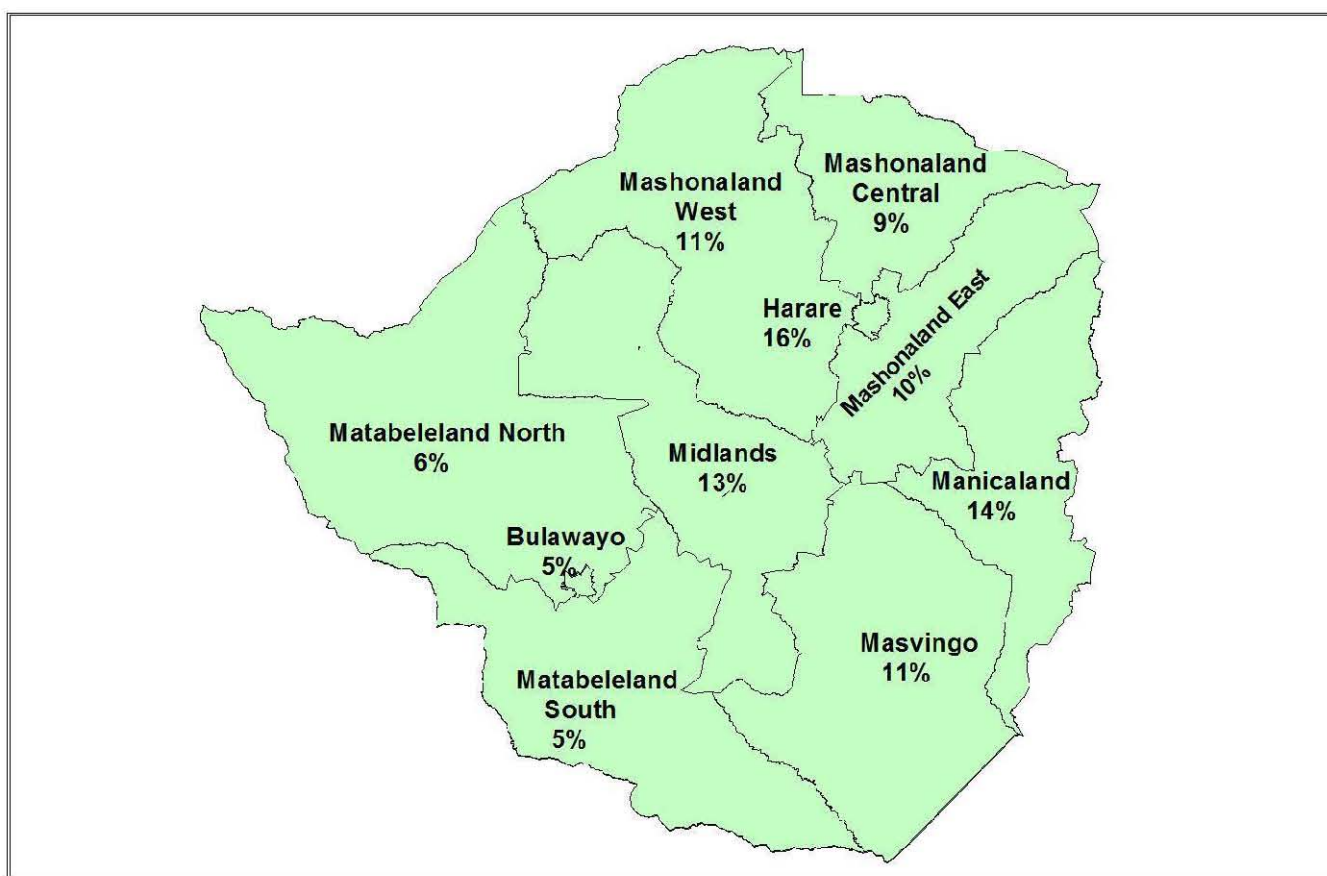 Mashonaland
Central
9%
Mashonaland
West
11%
Harare
16%
Mashonaland East
10%
Matabeleland North
6%
Midlands
13%
Manicaland
14%
Bulawayo
5%
Masvingo
11%
Matabeleland
South
5%